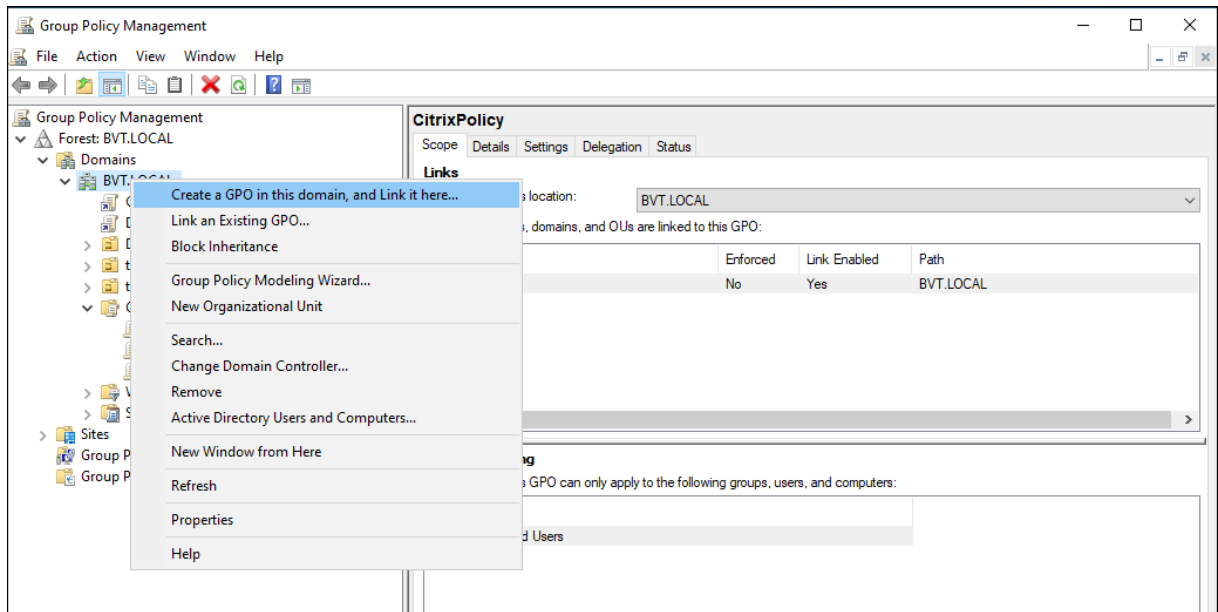 Group Policy Management
File Action View Window Help
Group Policy Management
Forest: BVT.LOCAL
Domains
Sites
Group P
Group P
Create a GPO in this domain, and Link it here...
Link an Existing GPO...
Block Inheritance
Group Policy Modeling Wizard...
New Organizational Unit
Search...
Change Domain Controller...
Remove
Active Directory Users and Computers...
New Window from Here
Refresh
Properties
Help
CitrixPolicy
Scope Details Settings Delegation Status
Links
location:
BVT.LOCAL
, domains, and OUs are linked to this GPO:
Enforced Link Enabled Path
No Yes BVT.LOCAL
GPO can only apply to the following groups, users, and computers:
d Users